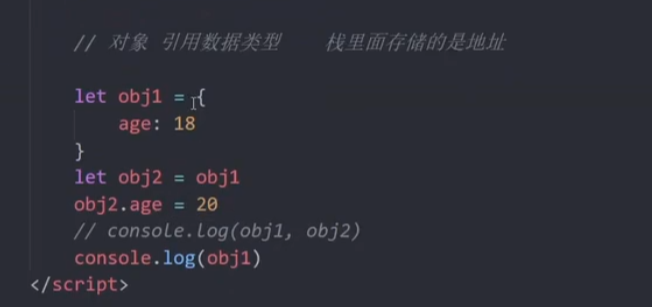 // 对象 引用数据类型    栈里面存储的是地址
let obj1 = {
    age: 18
}
let obj2 = obj1
obj2.age = 20
// console.log(obj1, obj2)
console.log(obj1)
</script>